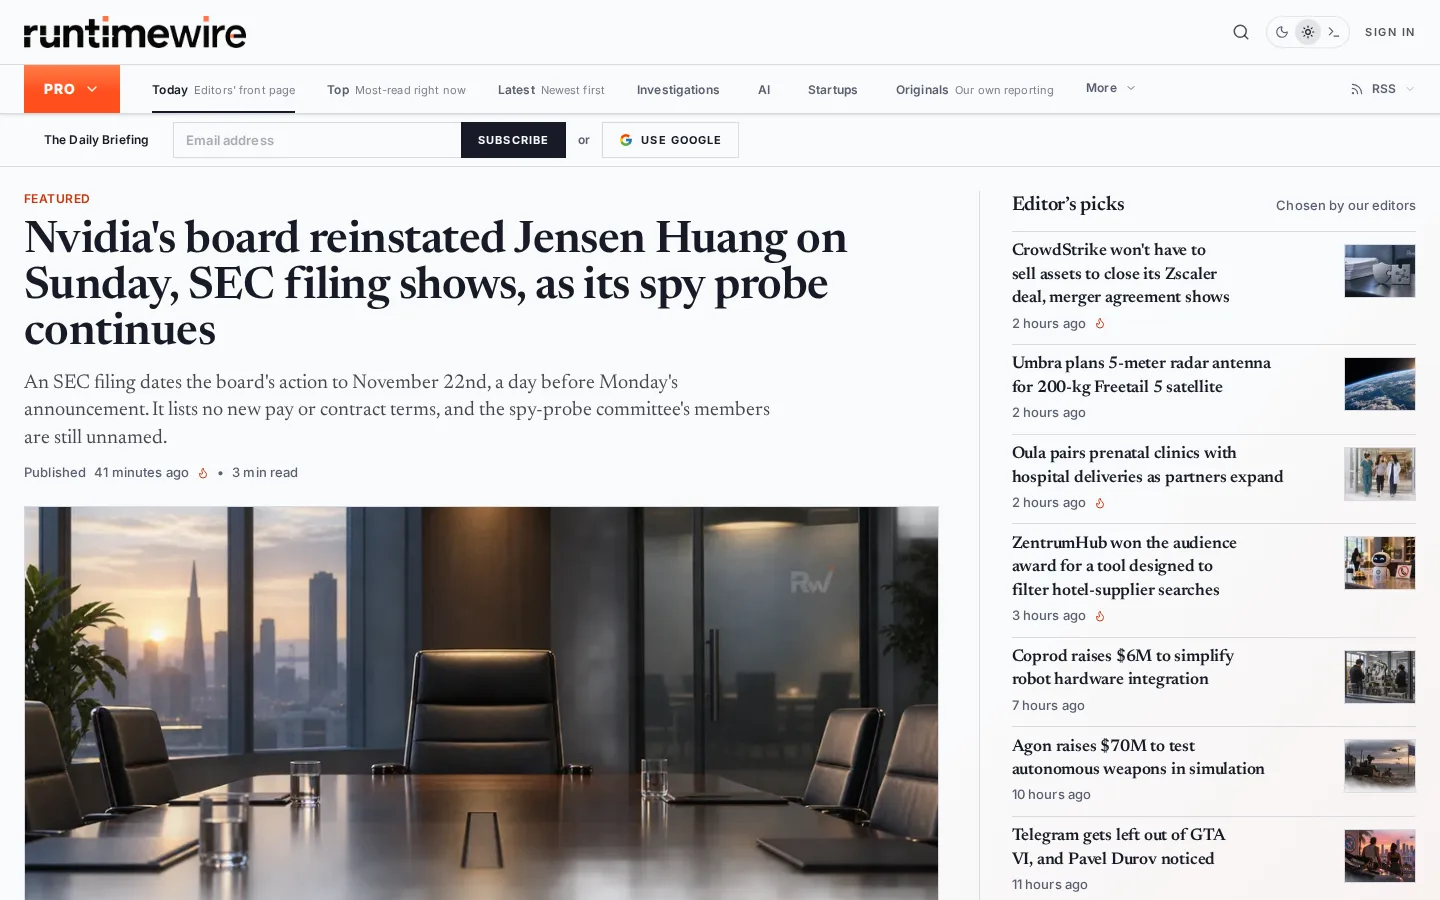 runtimewire
SIGN IN
PRO
Today Editors' front page
Top Most-read right now
Latest Newest first
Investigations
AI
Startups
Originals Our own reporting
More
RSS
The Daily Briefing
Email address
SUBSCRIBE
or
USE GOOGLE
FEATURED
Nvidia's board reinstated Jensen Huang on
Sunday, SEC filing shows, as its spy probe
continues
An SEC filing dates the board's action to November 22nd, a day before Monday's
announcement. It lists no new pay or contract terms, and the spy-probe committee's members
are still unnamed.
Published 41 minutes ago • 3 min read
RW
Editor's picks
Chosen by our editors
CrowdStrike won't have to
sell assets to close its Zscaler
deal, merger agreement shows
2 hours ago
Umbra plans 5-meter radar antenna
for 200-kg Freetail 5 satellite
2 hours ago
Oula pairs prenatal clinics with
hospital deliveries as partners expand
2 hours ago
ZentrumHub won the audience
award for a tool designed to
filter hotel-supplier searches
3 hours ago
Coprod raises $6M to simplify
robot hardware integration
7 hours ago
Agon raises $70M to test
autonomous weapons in simulation
10 hours ago
Telegram gets left out of GTA
VI, and Pavel Durov noticed
11 hours ago